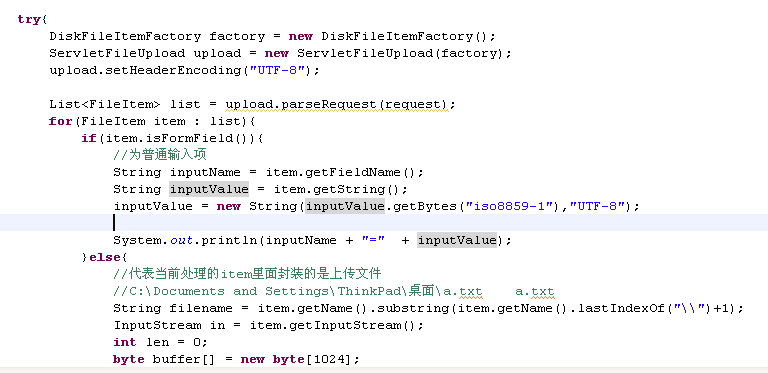 try{
DiskFileItemFactory factory = new DiskFileItemFactory();
ServletFileUpload upload = new ServletFileUpload(factory);
upload.setHeaderEncoding("UTF-8");
List<FileItem> list = upload.parseRequest(request);
for(FileItem item : list){
if(item.isFormField()){
//为普通输入项
String inputName = item.getFieldName();
String inputValue = item.getString();
inputValue = new String(inputValue.getBytes("iso8859-1"),"UTF-8");
System.out.println(inputName + "=" + inputValue);
}else{
//代表当前处理的item里面封装的是上传文件
//C:\Documents and Settings\ThinkPad\桌面\a.txt a.txt
String filename = item.getName().substring(item.getName().lastIndexOf("\\")+1);
InputStream in = item.getInputStream();
int len = 0;
byte buffer[] = new byte[1024];